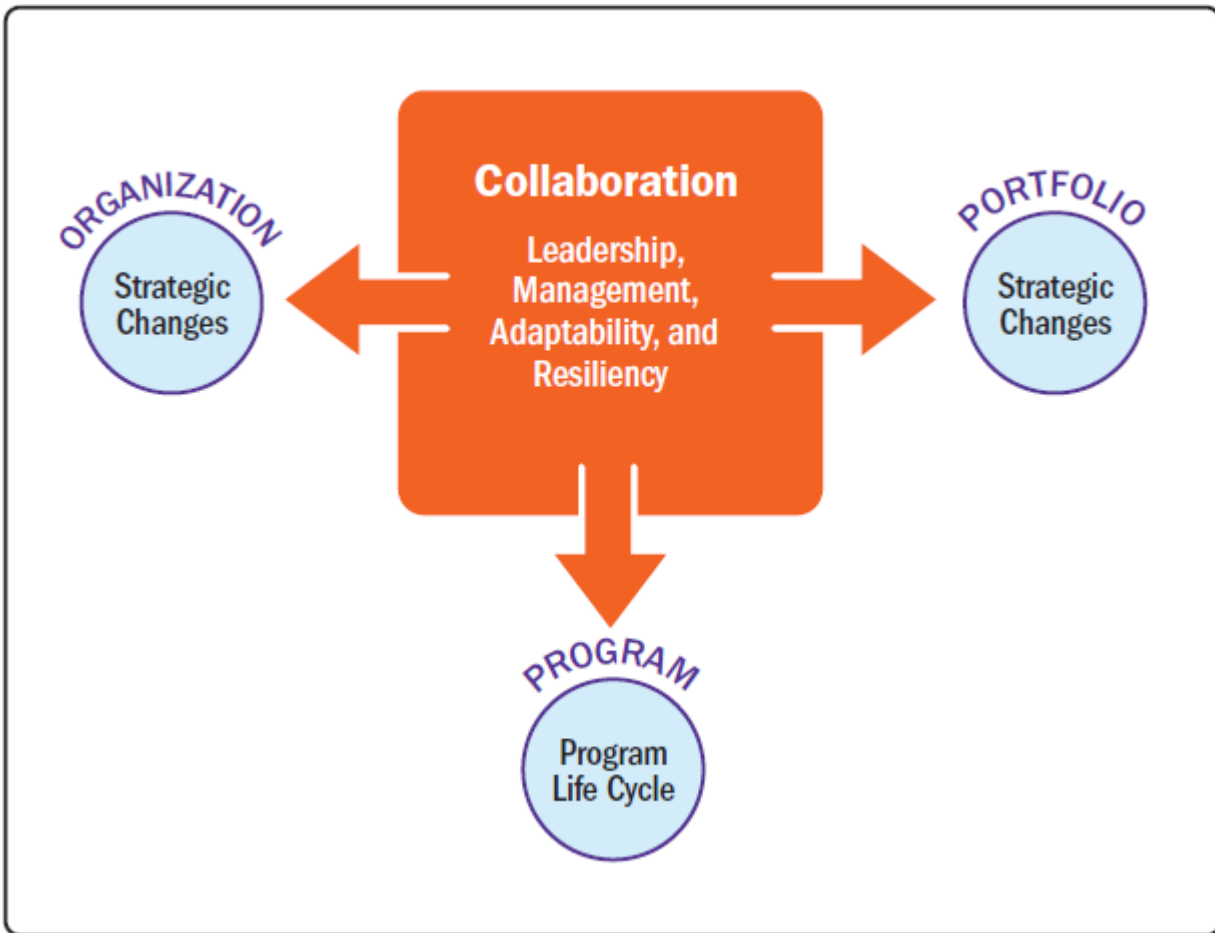 Collaboration
Leadership,
Management,
Adaptability, and
Resiliency
ORGANIZATION
Strategic
Changes
PORTFOLIO
Strategic
Changes
PROGRAM
Program
Life Cycle